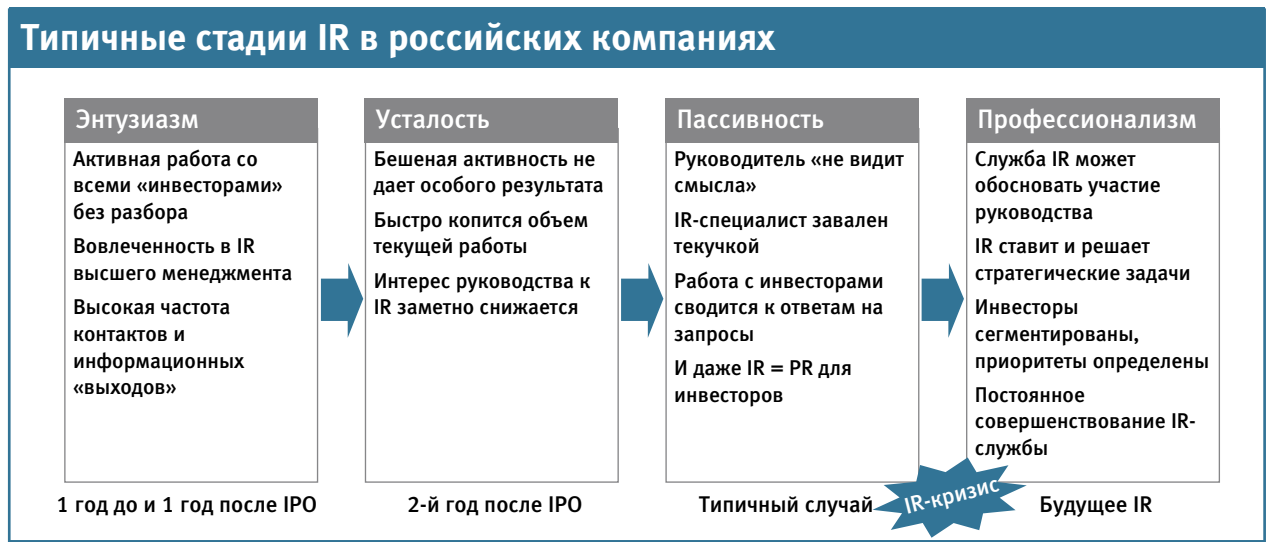 Типичные стадии IR в российских компаниях
Энтузиазм
Активная работа со
всеми «инвесторами»
без разбора
Вовлеченность в IR
высшего менеджмента
Высокая частота
контактов и
информационных
«выходов»
1 год до и 1 год после IPO
Усталость
Бешеная активность не
дает особого результата
Быстро копится объем
текущей работы
Интерес руководства к
IR заметно снижается
2-й год после IPO
Пассивность
Руководитель «не видит
смысла»
IR-специалист завален
текучкой
Работа с инвесторами
сводится к ответам на
запросы
И даже IR = PR для
инвесторов
Типичный случай
IR-кризис
Профессионализм
Служба IR может
обосновать участие
руководства
IR ставит и решает
стратегические задачи
Инвесторы
сегментированы,
приоритеты определены
Постоянное
совершенствование IR-
службы
Будущее IR